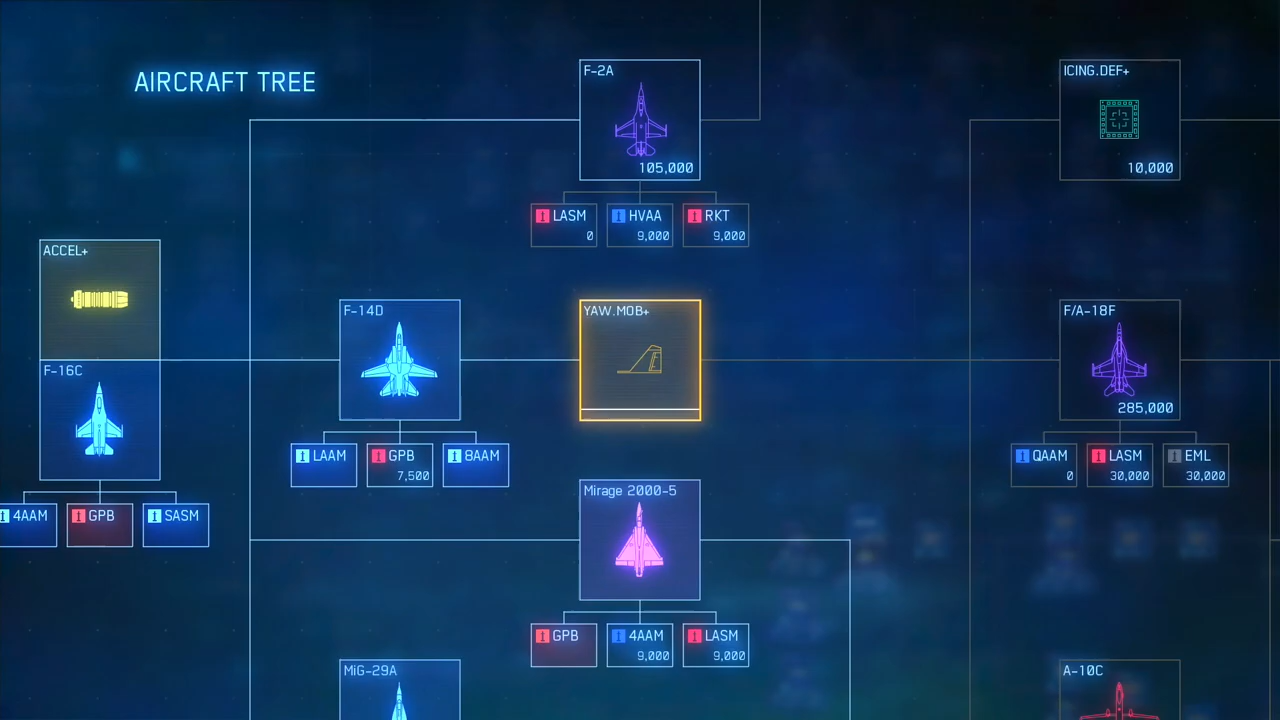 AIRCRAFT TREE
F-2A
105,000
LASM
0
HVAA
9,000
RKT
9,000
ICING.DEF+
10,000
ACCEL+
F-16C
4AAM
GPB
SASM
F-14D
LAAM
GPB
7,500
8AAM
YAW.MOB+
F/A-18F
285,000
QAAM
0
LASM
30,000
EML
30,000
Mirage 2000-5
GPB
4AAM
9,000
LASM
9,000
MiG-29A
A-10C